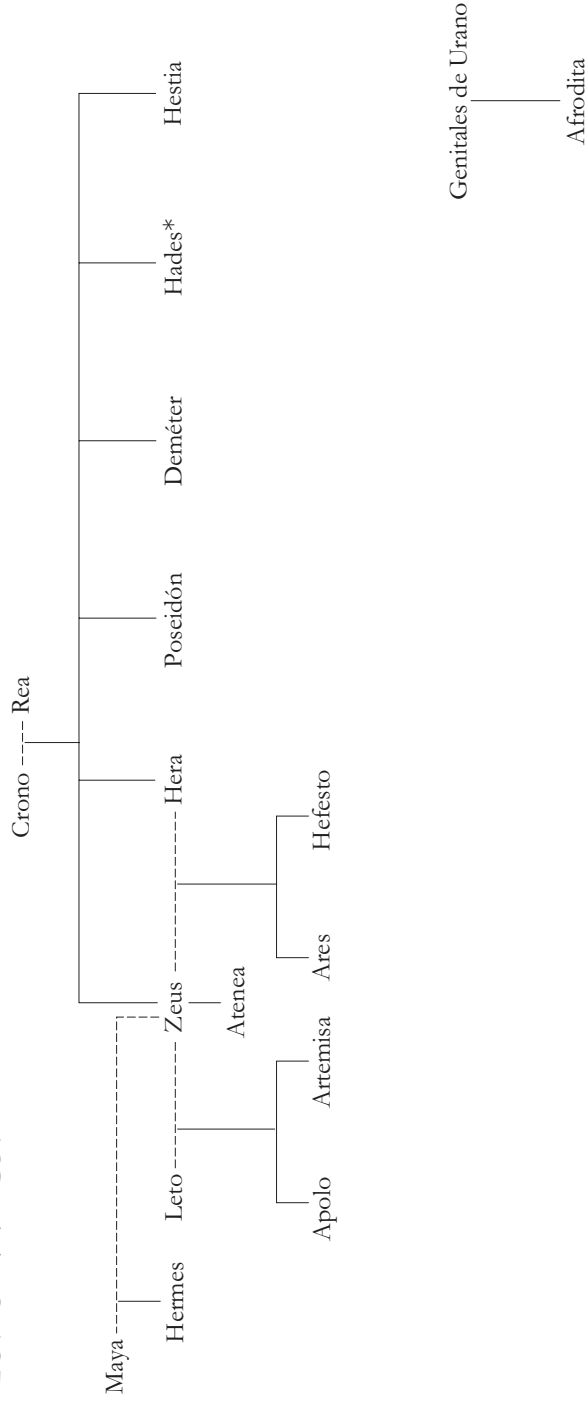 Crono Rea
Maya
Hermes Leto Zeus Hera Poseidón Deméter Hades* Hestia
Atenea
Apolo Artemisa Ares Hefesto
Genitales de Urano
Afrodita